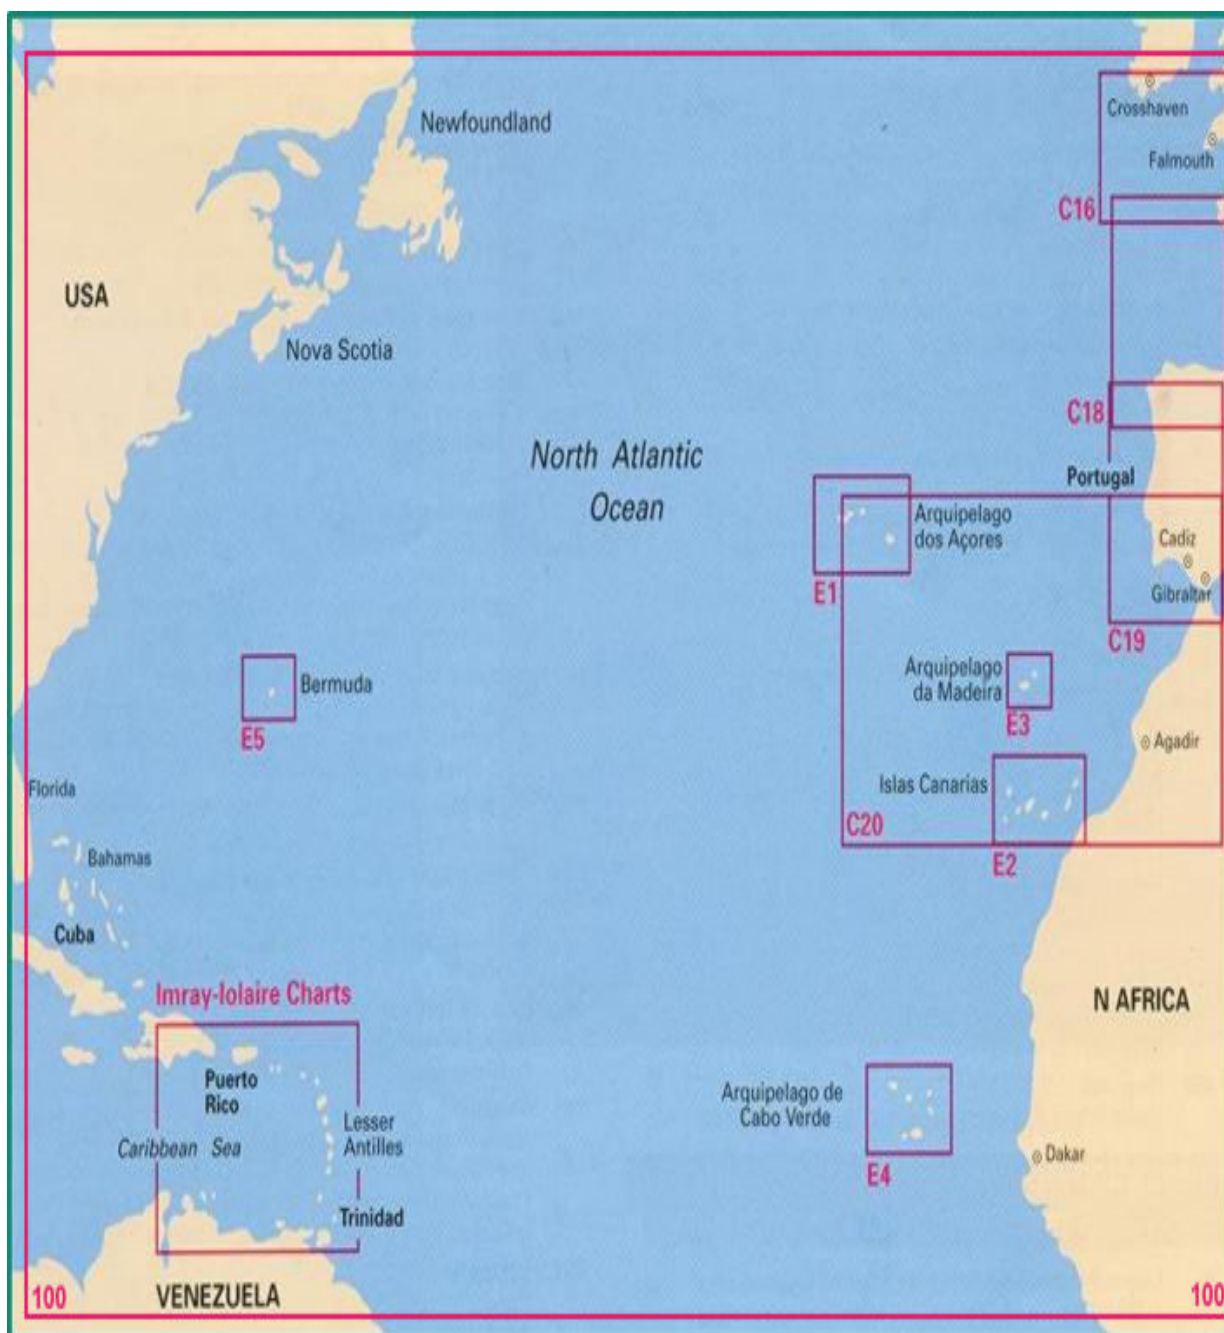 Crosshaven
Newfoundland
Falmouth
C16
USA
Nova Scotia
C18
North Atlantic
Ocean
Portugal
Arquipelago
dos Açores
Cadiz
E1
Gibraltar
C19
Arquipelago
da Madeira
Bermuda
E3
E5
Agadir
Islas Canarias
Florida
C20
Bahamas
E2
Cuba
Imray-Iolaire Charts
N AFRICA
Puerto
Rico
Arquipelago de
Cabo Verde
Lesser
Antilles
Caribbean Sea
Dakar
E4
Trinidad
100
VENEZUELA
100